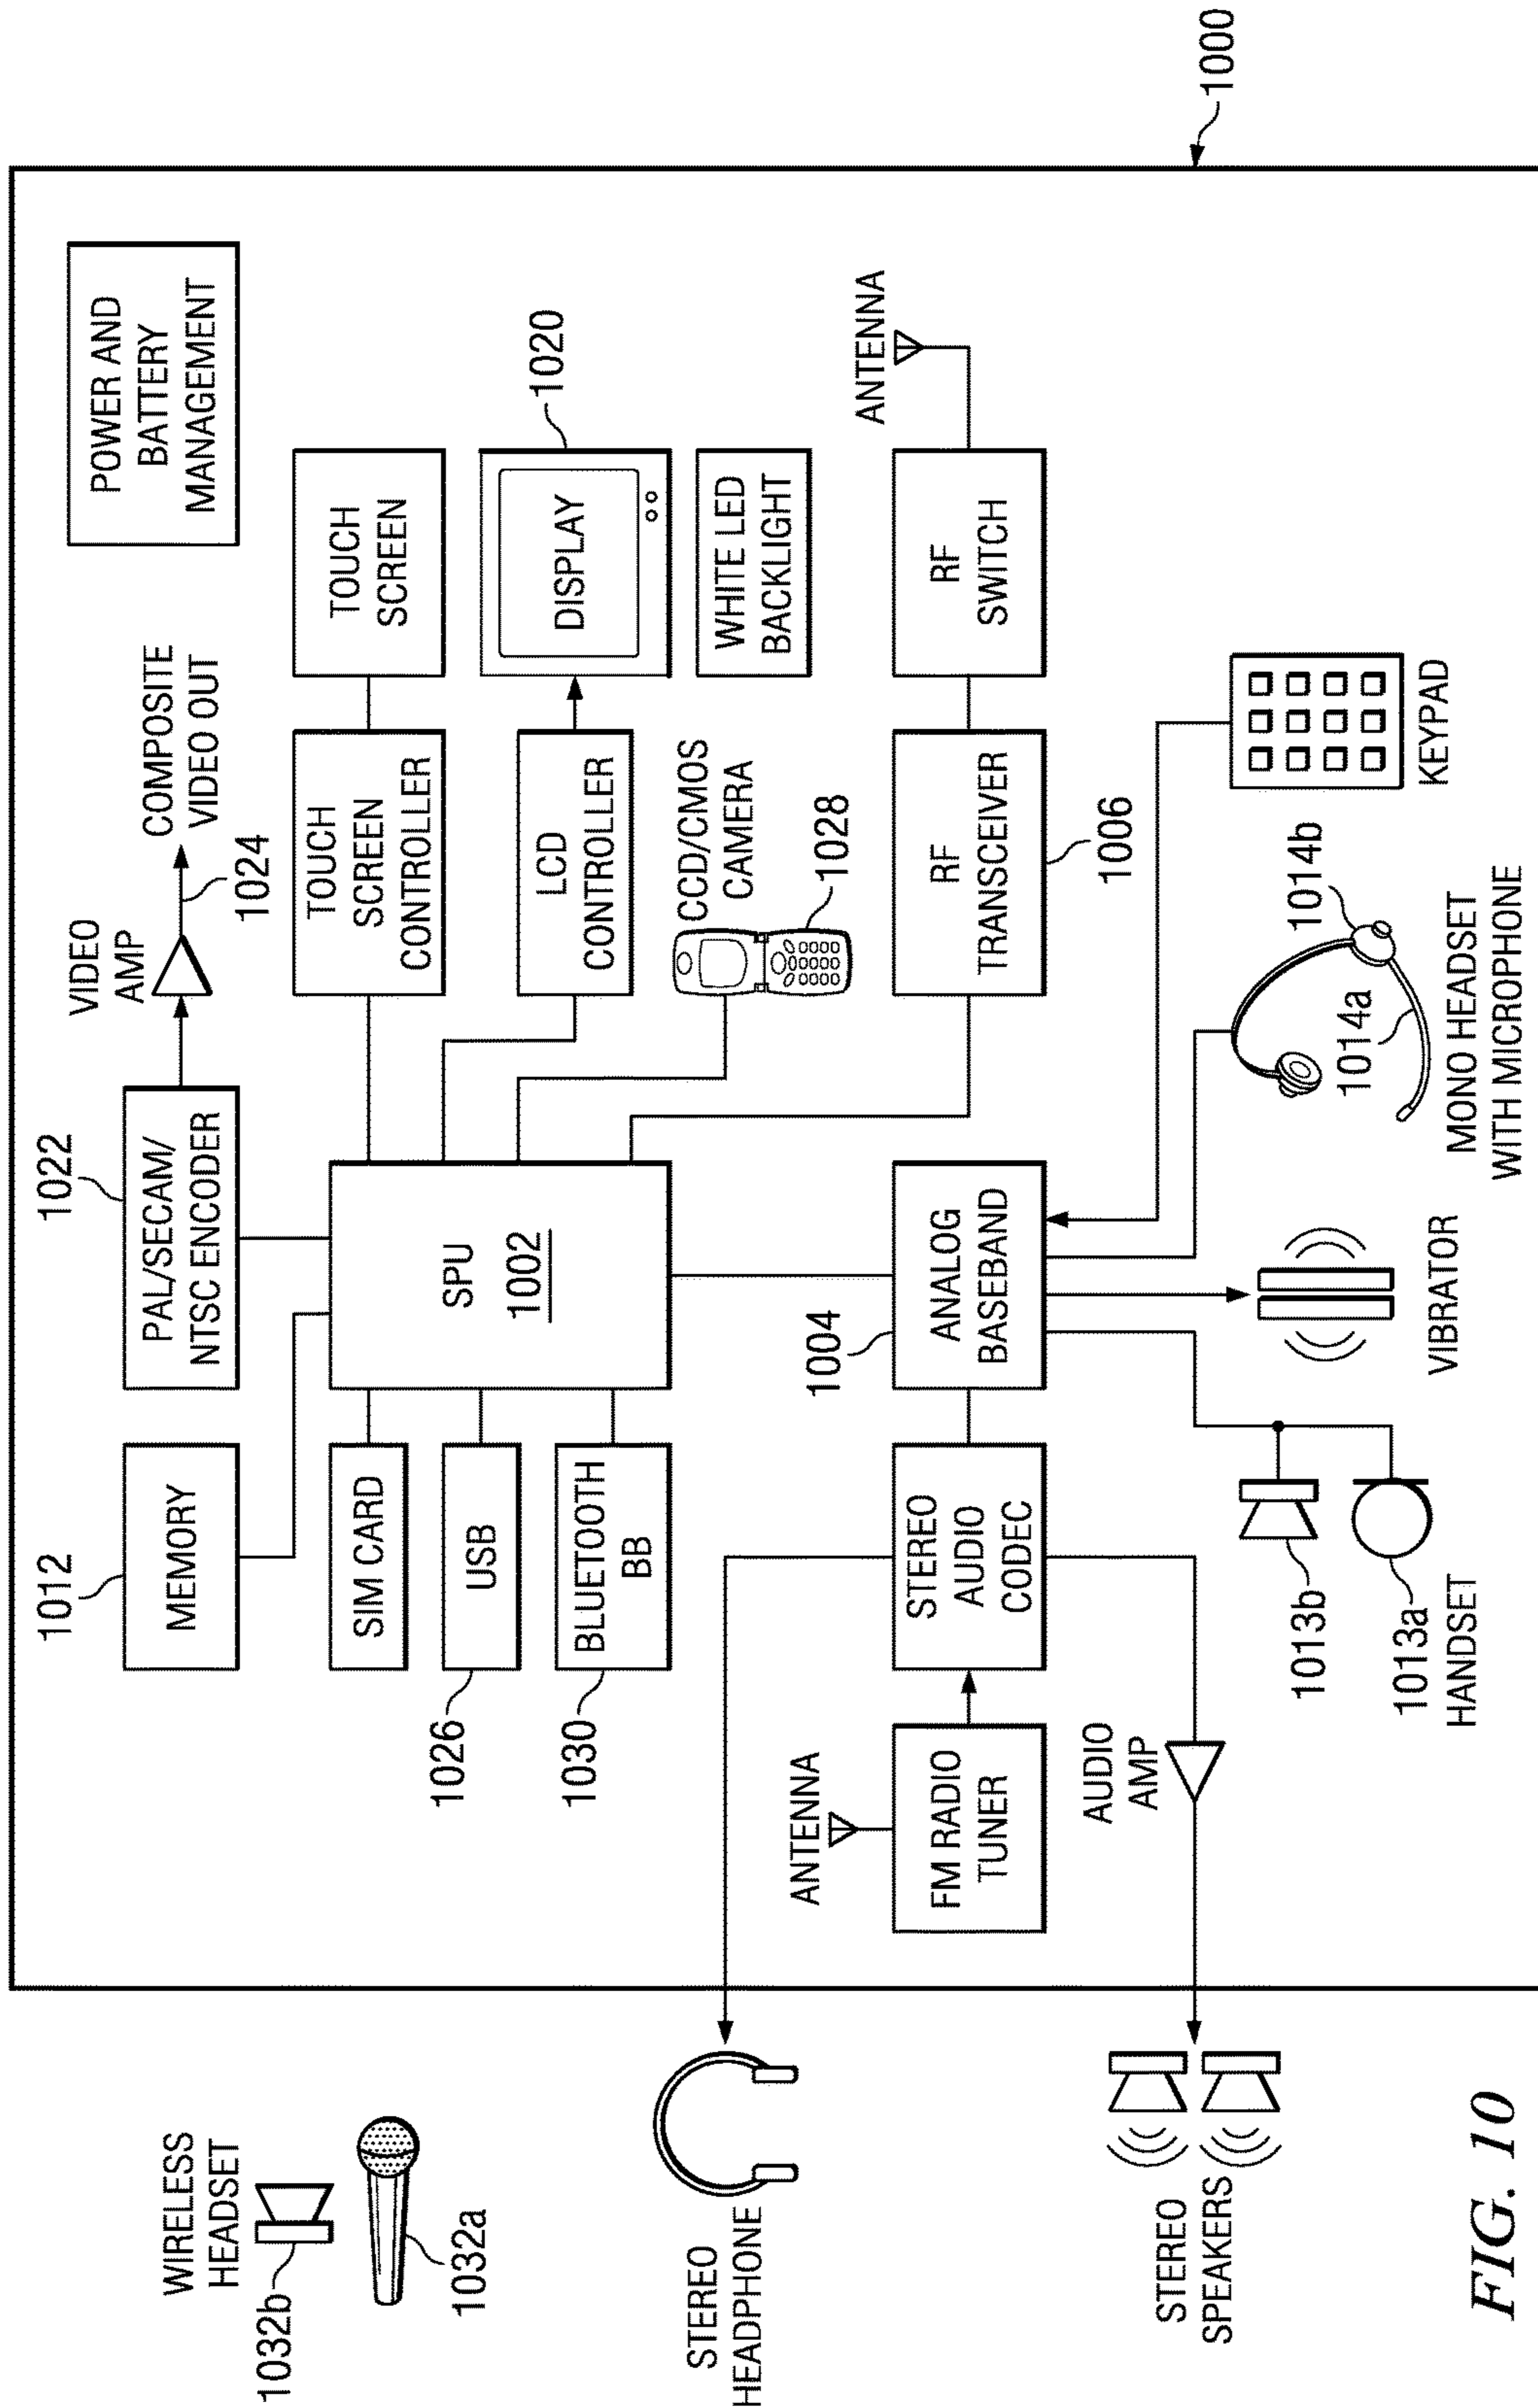 1012
MEMORY
1022
PAL/SECAM/
NTSC ENCODER
VIDEO
AMP
1024
COMPOSITE
VIDEO OUT
POWER AND
BATTERY
MANAGEMENT
1000
WIRELESS
HEADSET
1032b
1032a
SIM CARD
USB
1026
BLUETOOTH
BB
1030
SPU
1002
TOUCH
SCREEN
CONTROLLER
TOUCH
SCREEN
LCD
CONTROLLER
DISPLAY
1020
CCD/CMOS
CAMERA
1028
WHITE LED
BACKLIGHT
STEREO
HEADPHONE
ANTENNA
FM RADIO
TUNER
STEREO
AUDIO
CODEC
1004
ANALOG
BASEBAND
RF
TRANSCEIVER
1006
RF
SWITCH
ANTENNA
AUDIO
AMP
STEREO
SPEAKERS
1013b
1013a
HANDSET
VIBRATOR
1014a
1014b
MONO HEADSET
WITH MICROPHONE
KEYPAD
FIG. 10